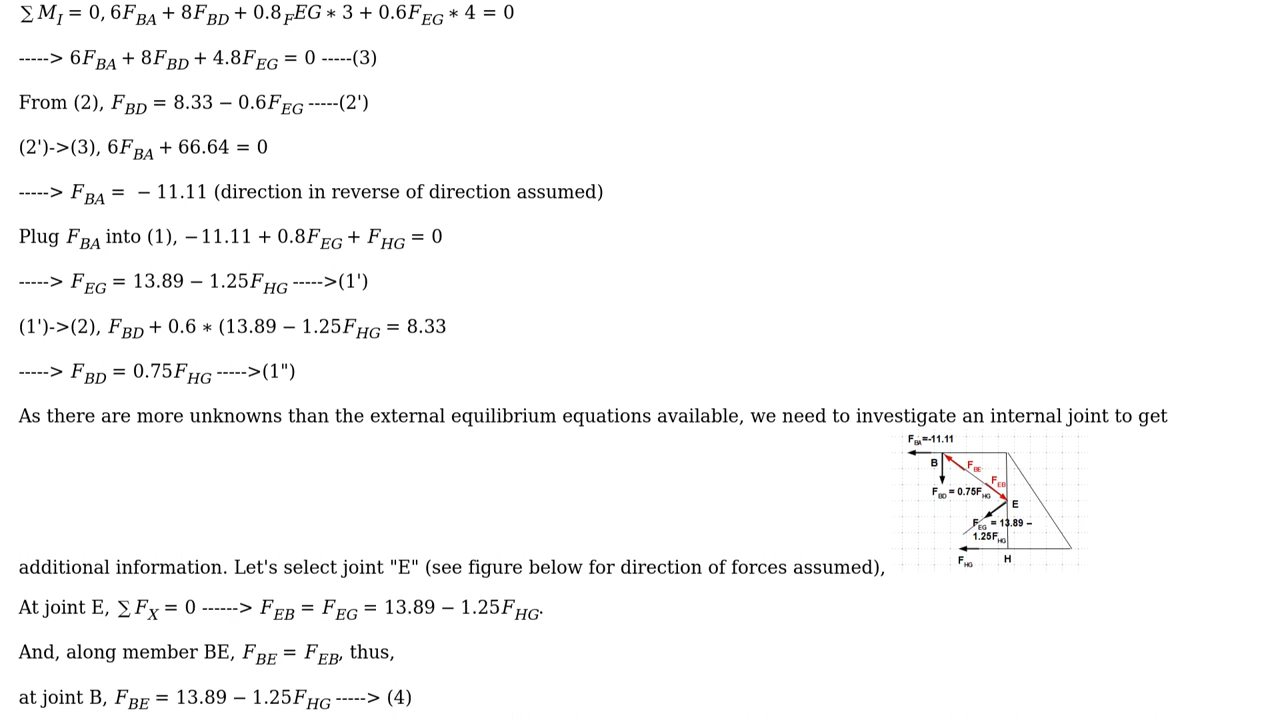 ∑ M_I = 0, 6F_BA + 8F_BD + 0.8_FEG ∗ 3 + 0.6F_EG ∗ 4 = 0
-----> 6F_BA + 8F_BD + 4.8F_EG = 0 -----(3)
From (2), F_BD = 8.33 − 0.6F_EG -----(2')
(2')->(3), 6F_BA + 66.64 = 0
-----> F_BA = − 11.11 (direction in reverse of direction assumed)
Plug F_BA into (1), −11.11 + 0.8F_EG + F_HG = 0
-----> F_EG = 13.89 − 1.25F_HG ----->(1')
(1')->(2), F_BD + 0.6 ∗ (13.89 − 1.25F_HG = 8.33
-----> F_BD = 0.75F_HG ----->(1")
As there are more unknowns than the external equilibrium equations available, we need to investigate an internal joint to get
F_BA=-11.11
B
F_BE
F_EB
F_BD = 0.75F_HG
E
F_EG = 13.89 –
1.25F_HG
F_HG
H
additional information. Let's select joint "E" (see figure below for direction of forces assumed),
At joint E, ∑ F_X = 0 ------> F_EB = F_EG = 13.89 − 1.25F_HG.
And, along member BE, F_BE = F_EB, thus,
at joint B, F_BE = 13.89 − 1.25F_HG -----> (4)